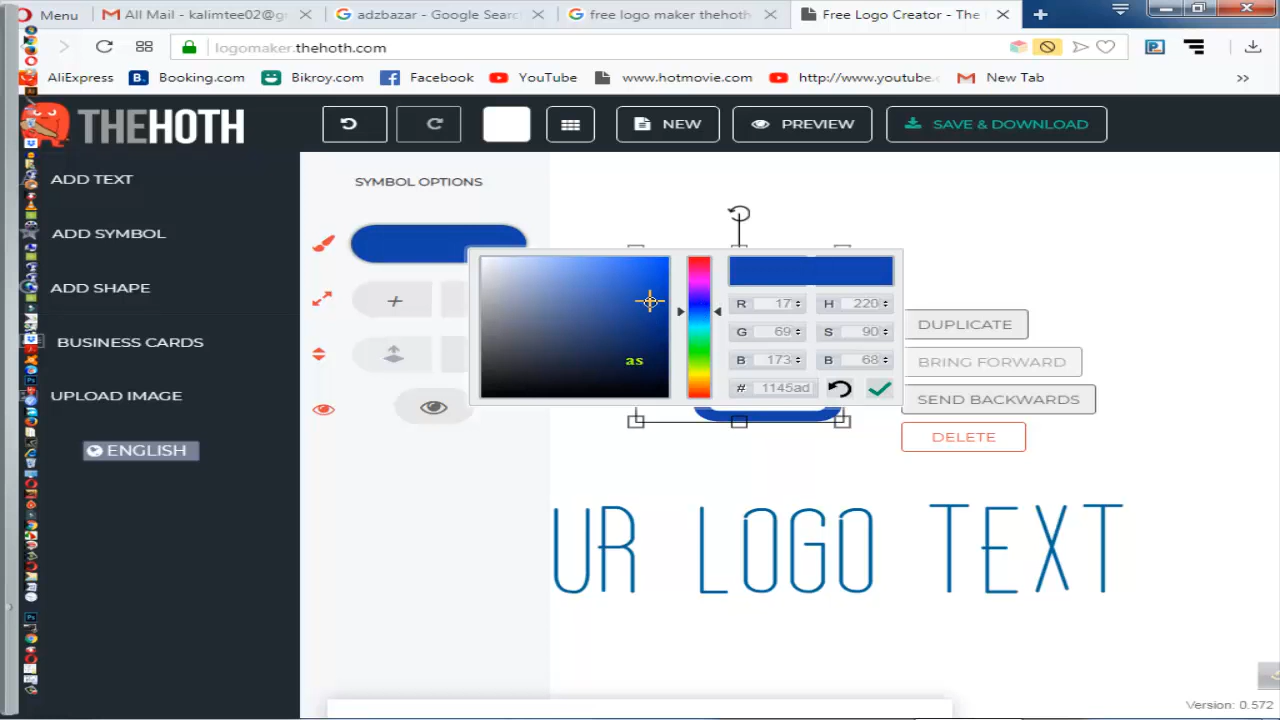 Menu
All Mail - kalimtee02@g
adzbazar - Google Searc
free logo maker thehoth
Free Logo Creator - The
logomaker.thehoth.com
AliExpress
B. Booking.com
Bikroy.com
Facebook
YouTube
www.hotmoviec.com
http://www.youtube.
New Tab
THEHOTH
NEW
PREVIEW
SAVE & DOWNLOAD
ADD TEXT
ADD SYMBOL
ADD SHAPE
BUSINESS CARDS
UPLOAD IMAGE
ENGLISH
SYMBOL OPTIONS
R 17 H 220
G 69 S 90
B 173 B 68
# 1145ad
as
DUPLICATE
BRING FORWARD
SEND BACKWARDS
DELETE
UR LOGO TEXT
Version: 0.572